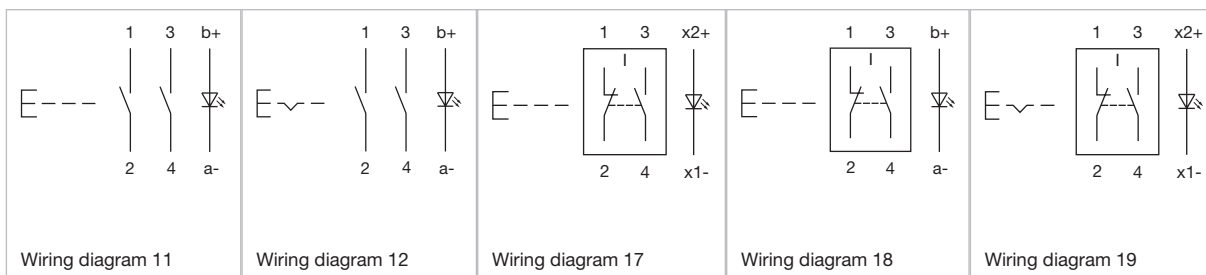 1 3 b+
2 4 a-
Wiring diagram 11
1 3 b+
2 4 a-
Wiring diagram 12
1 3 x2+
I
2 4 x1-
Wiring diagram 17
1 3 b+
I
2 4 a-
Wiring diagram 18
1 3 x2+
I
2 4 x1-
Wiring diagram 19